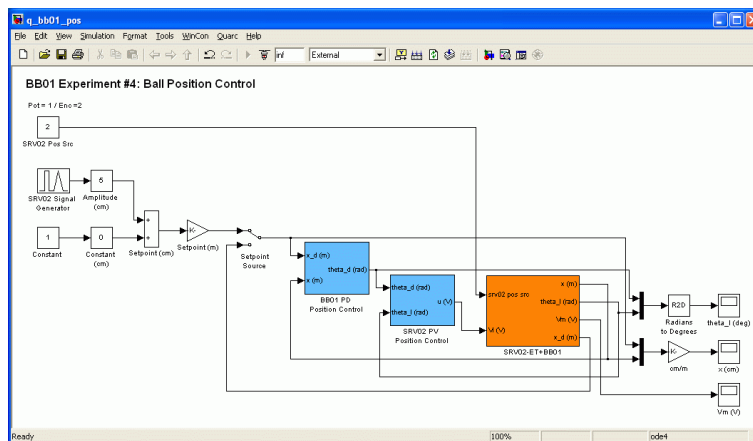 q_bb01_pos
File Edit View Simulation Format Tools WinCon Quarc Help
inf External
BB01 Experiment #4: Ball Position Control
Pot = 1 / Enc =2
2
SRV02 Pos Src
SRV02 Signal
Generator
5
Amplitude
(cm)
1
Constant
0
Constant
(cm)
+
+
Setpoint (cm)
K-
Setpoint (m)
Setpoint
Source
x_d (m)
theta_d (rad)
x (m)
BB01 PD
Position Control
theta_d (rad)
u (V)
theta_l (rad)
SRV02 PV
Position Control
srv02 pos src
Vi (V)
x (m)
theta_l (rad)
Vm (V)
x_d (m)
SRV02-ET+BB01
R2D
Radians
to Degrees
theta_l (deg)
K-
cm/m
x (cm)
Vm (V)
Ready 100% ode4